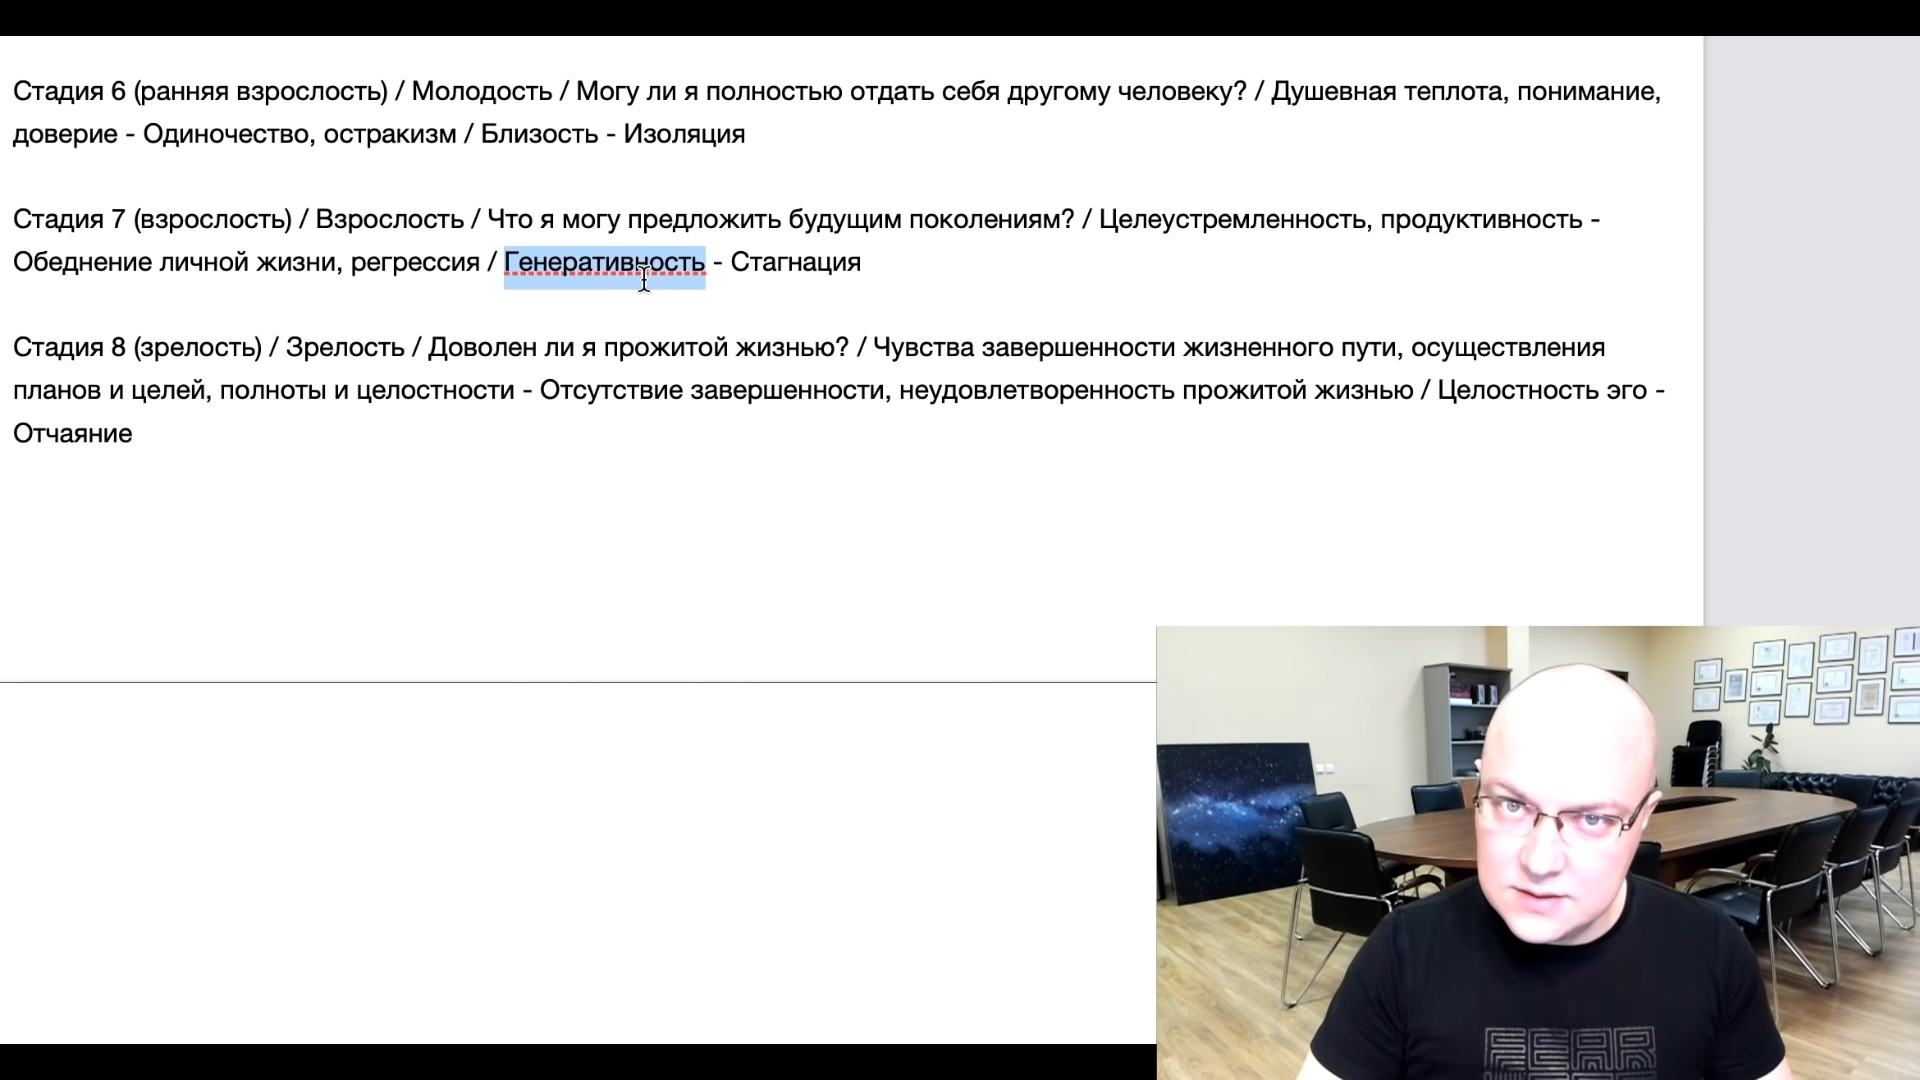 Стадия 6 (ранняя взрослость) / Молодость / Могу ли я полностью отдать себя другому человеку? / Душевная теплота, понимание,
доверие - Одиночество, остракизм / Близость - Изоляция
Стадия 7 (взрослость) / Взрослость / Что я могу предложить будущим поколениям? / Целеустремленность, продуктивность -
Обеднение личной жизни, регрессия / Генеративность - Стагнация
Стадия 8 (зрелость) / Зрелость / Доволен ли я прожитой жизнью? / Чувства завершенности жизненного пути, осуществления
планов и целей, полноты и целостности - Отсутствие завершенности, неудовлетворенность прожитой жизнью / Целостность эго -
Отчаяние
FEAR